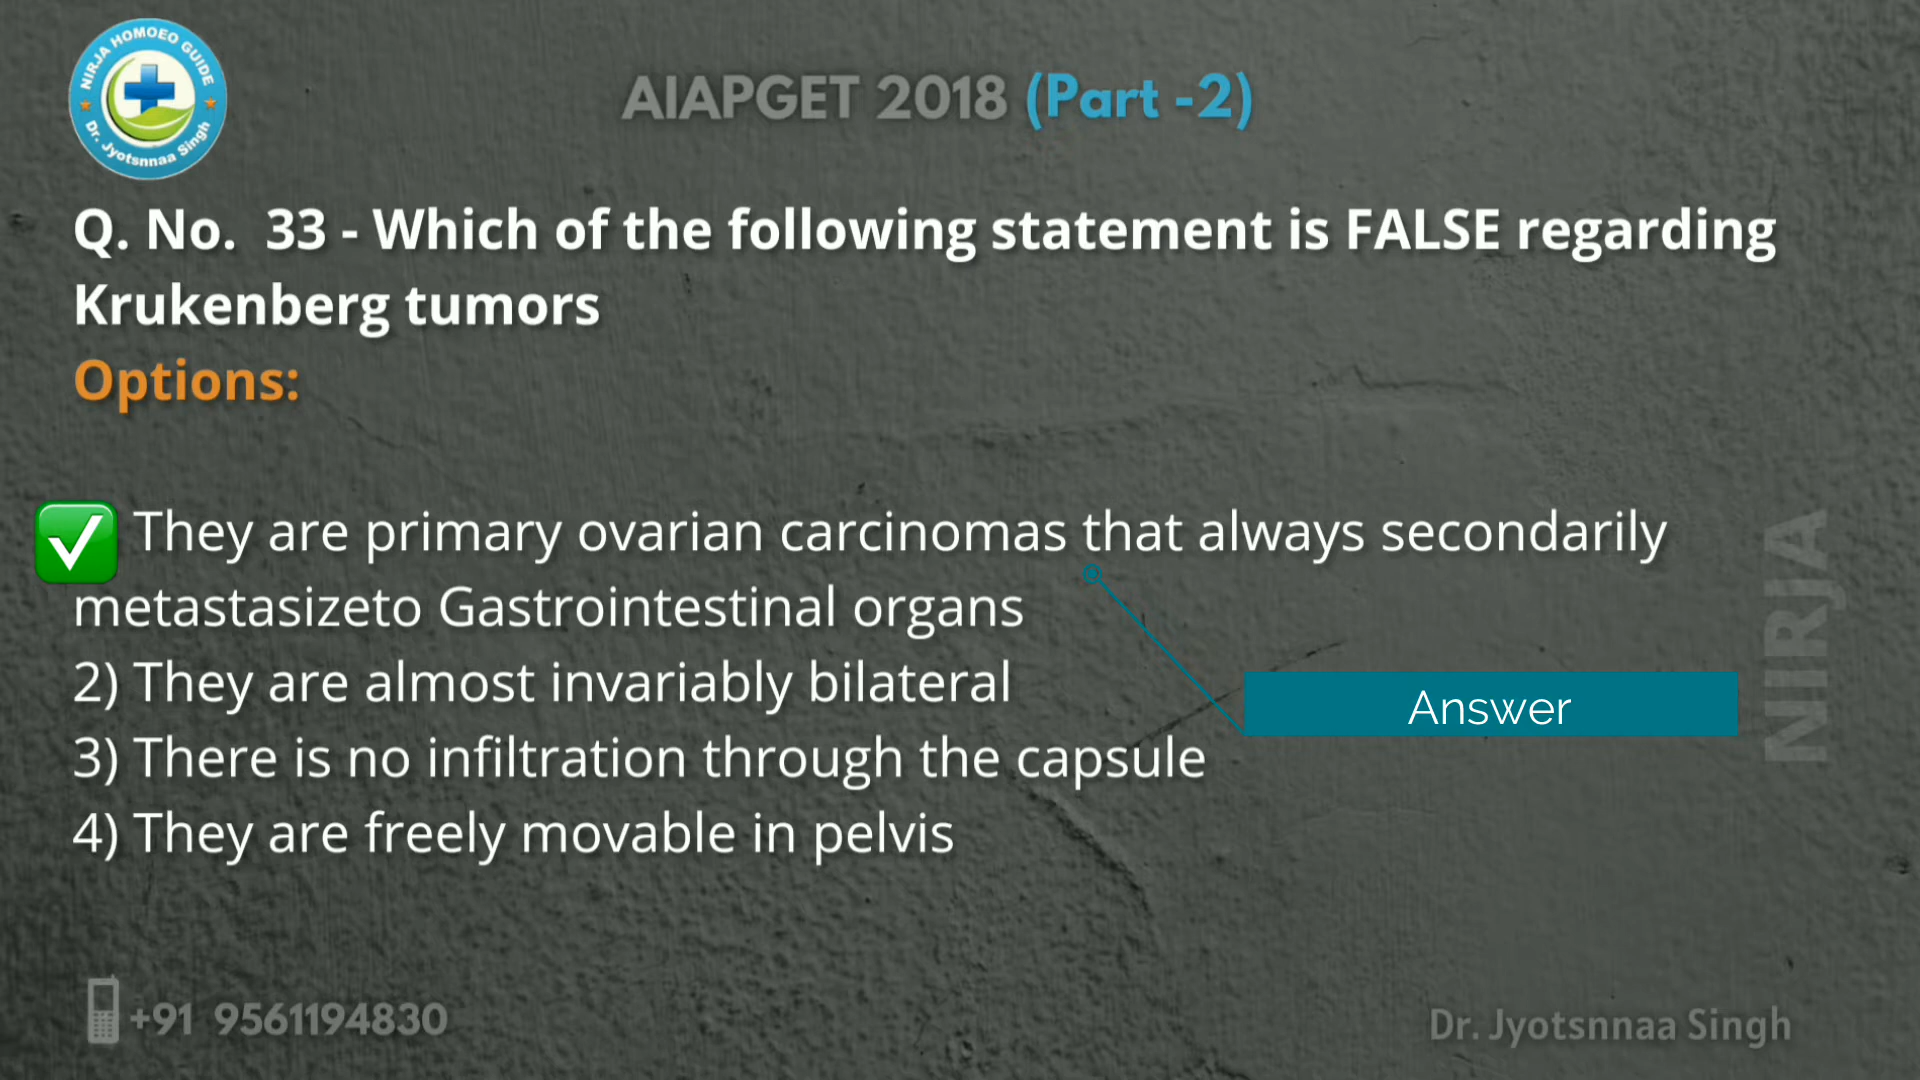 NIRJA HOMOEO GUIDE
Dr. Jyotsnnaa Singh
AIAPGET 2018 (Part -2)
Q. No. 33 - Which of the following statement is FALSE regarding
Krukenberg tumors
Options:
They are primary ovarian carcinomas that always secondarily
metastasizeto Gastrointestinal organs
2) They are almost invariably bilateral
Answer
3) There is no infiltration through the capsule
4) They are freely movable in pelvis
NIRJA
+91 9561194830
Dr. Jyotsnnaa Singh